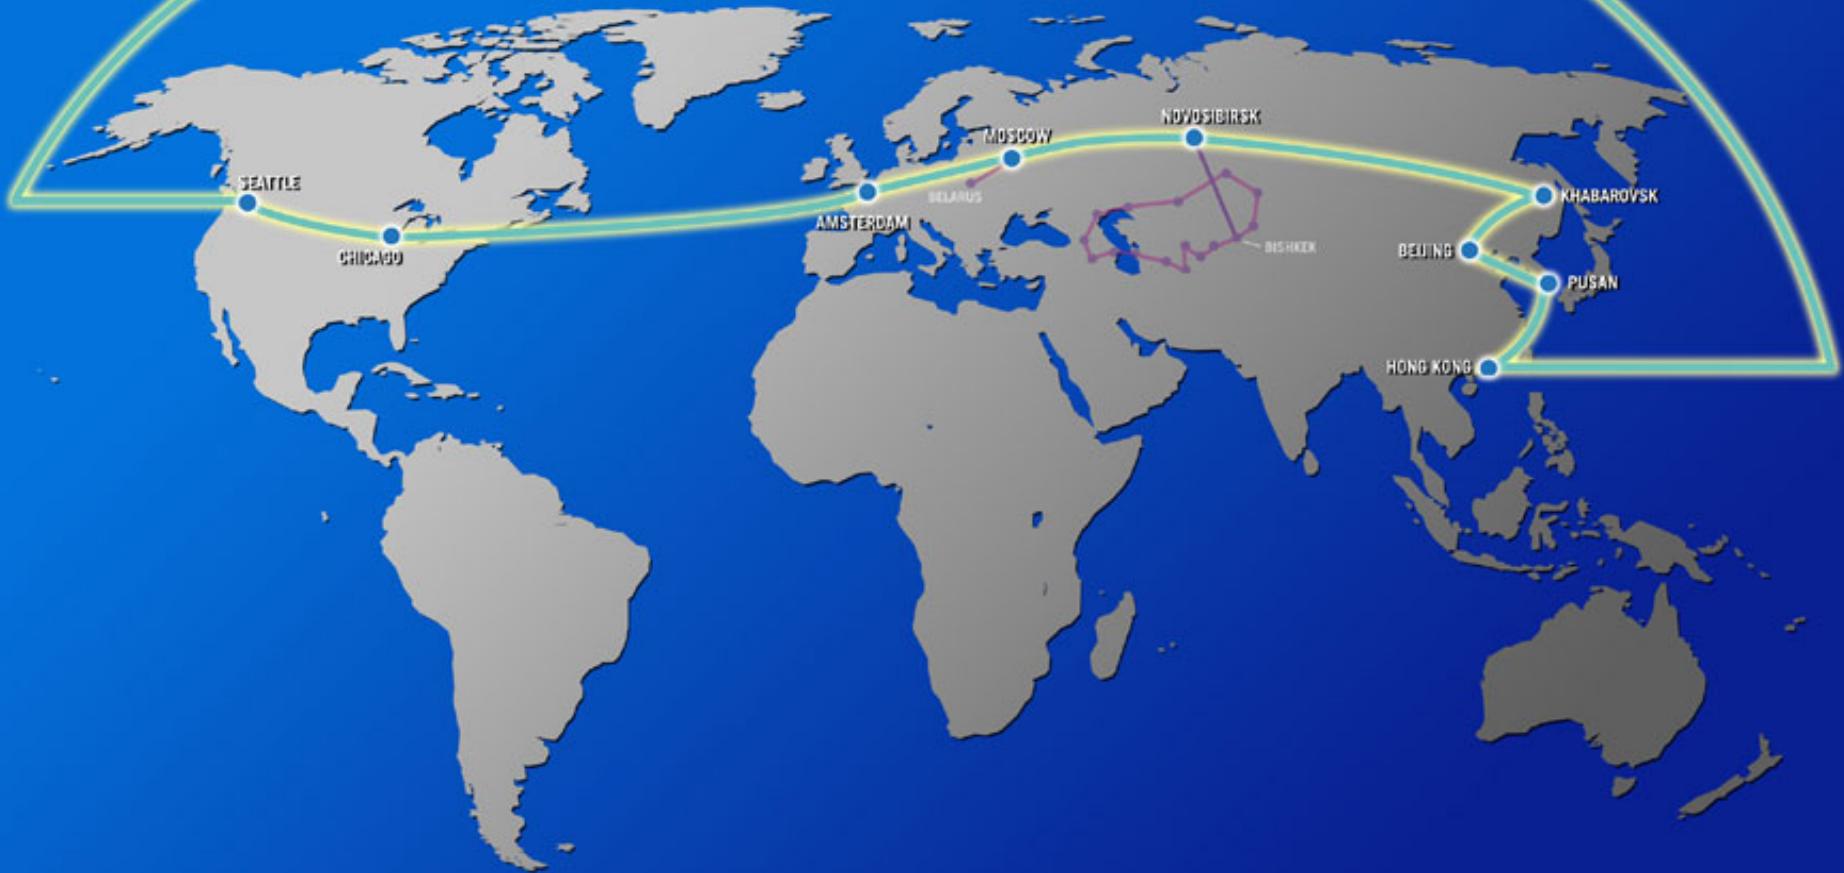 NOVOSIBIRSK
MOSCOW
SEATTLE
BELARUS
KHABAROVSK
AMSTERDAM
BISHKEK
BEIJING
CHICAGO
PUSAN
HONG KONG